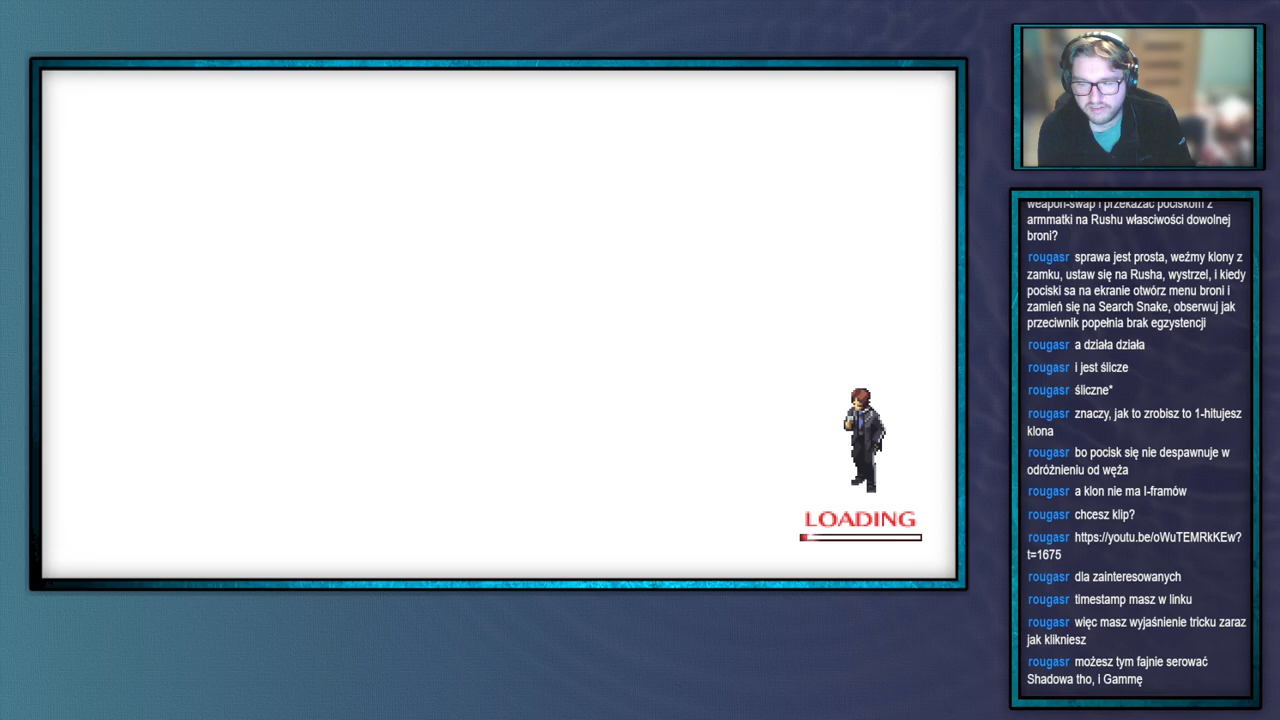 LOADING
weapon-swap i przekazać pociskom z
armmatki na Rushu własciwości dowolnej
broni?
rougasr sprawa jest prosta, weźmy klony z
zamku, ustaw się na Rusha, wystrzel, i kiedy
pociski sa na ekranie otwórz menu broni i
zamień się na Search Snake, obserwuj jak
przeciwnik popełnia brak egzystencji
rougasr a działa działa
rougasr i jest ślicze
rougasr śliczne*
rougasr znaczy, jak to zrobisz to 1-hitujesz
klona
rougasr bo pocisk się nie despawnuje w
odróżnieniu od węża
rougasr a klon nie ma I-framów
rougasr chcesz klip?
rougasr https://youtu.be/oWuTEMRkKEw?
t=1675
rougasr dla zainteresowanych
rougasr timestamp masz w linku
rougasr więc masz wyjaśnienie tricku zaraz
jak klikniesz
rougasr możesz tym fajnie serować
Shadowa tho, i Gammę